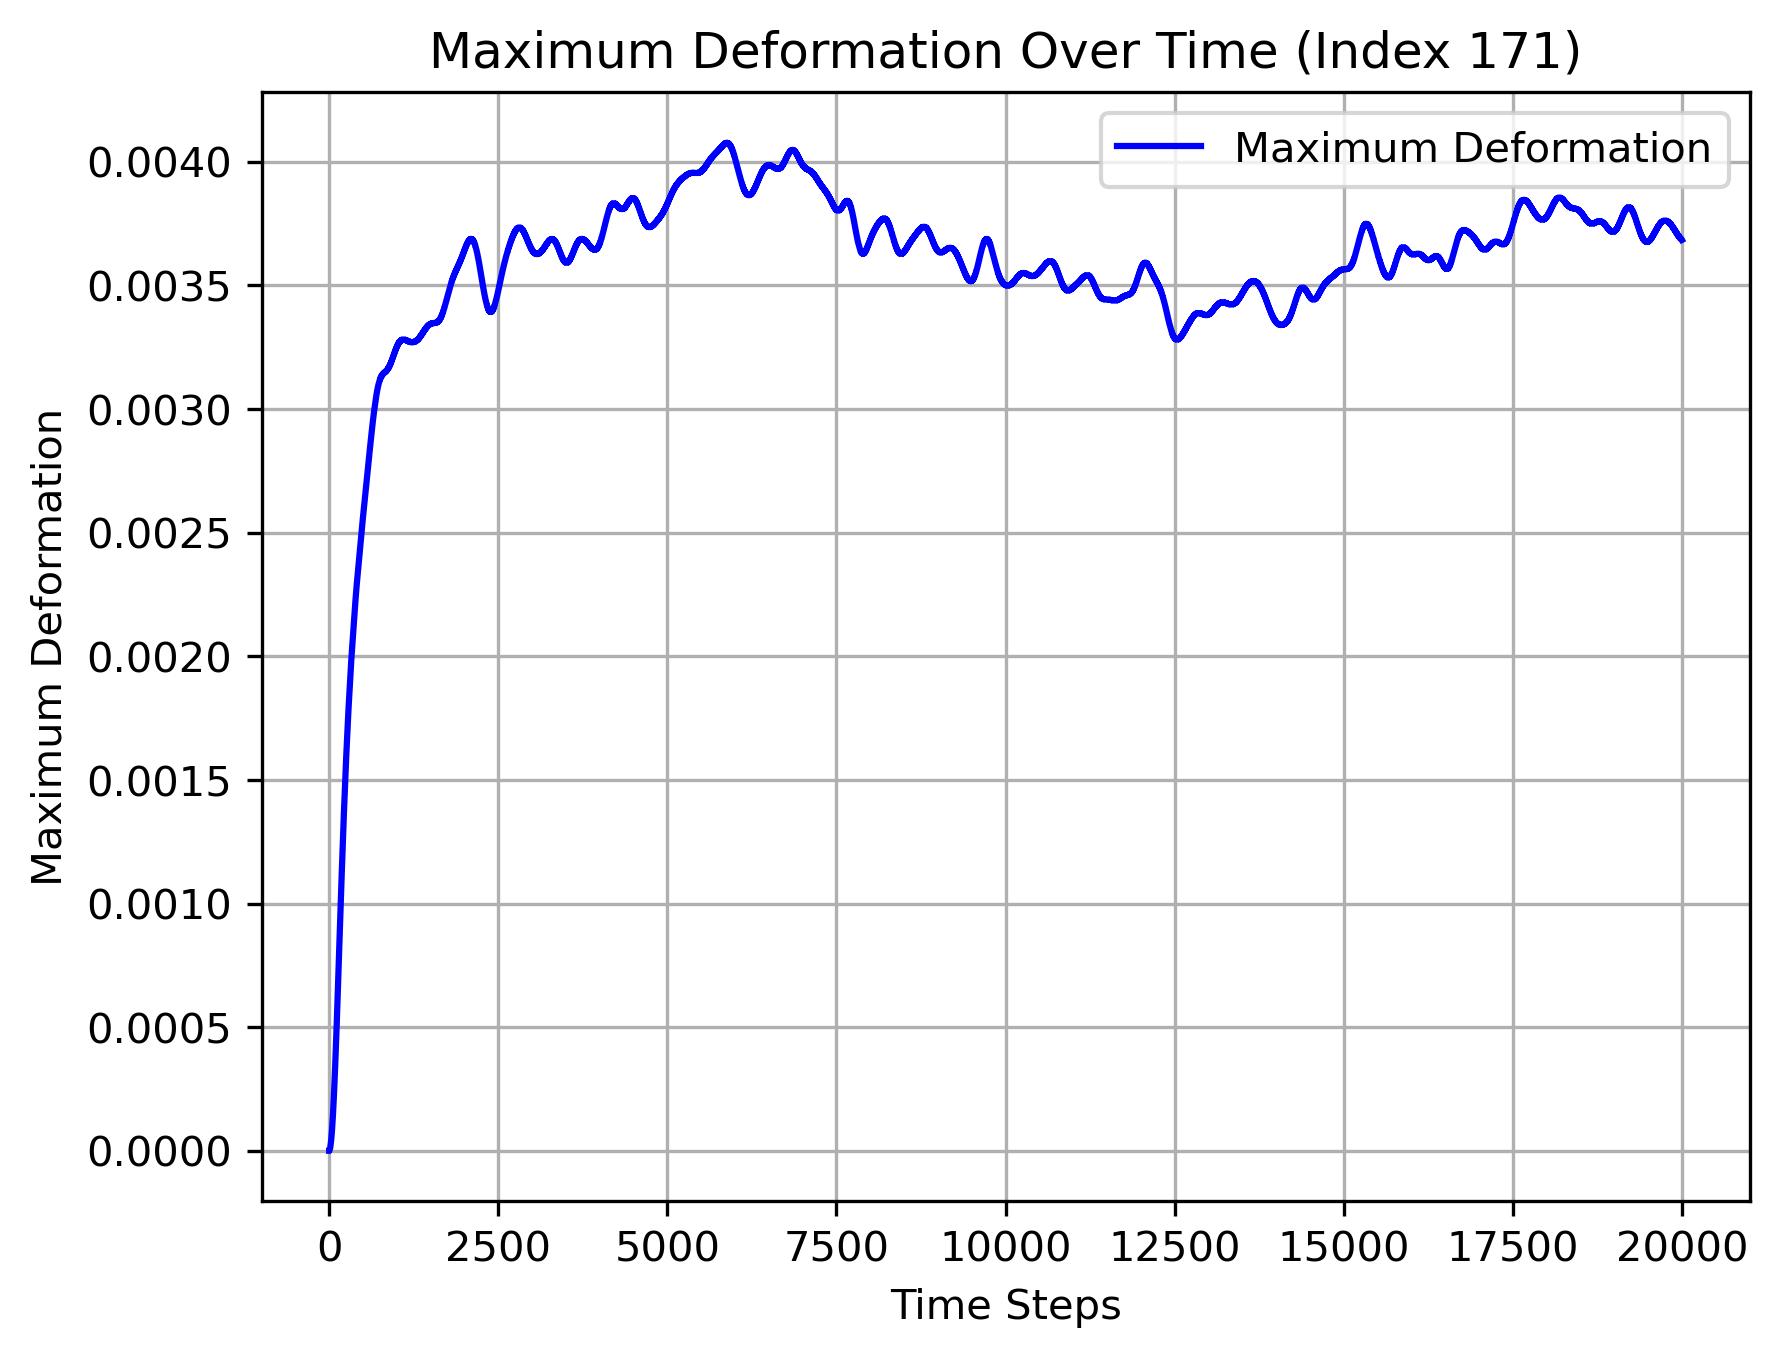 Maximum Deformation Over Time (Index 171)
Maximum Deformation
0.0040
0.0035
0.0030
0.0025
0.0020
0.0015
0.0010
0.0005
0.0000
Maximum Deformation
0 2500 5000 7500 10000 12500 15000 17500 20000
Time Steps